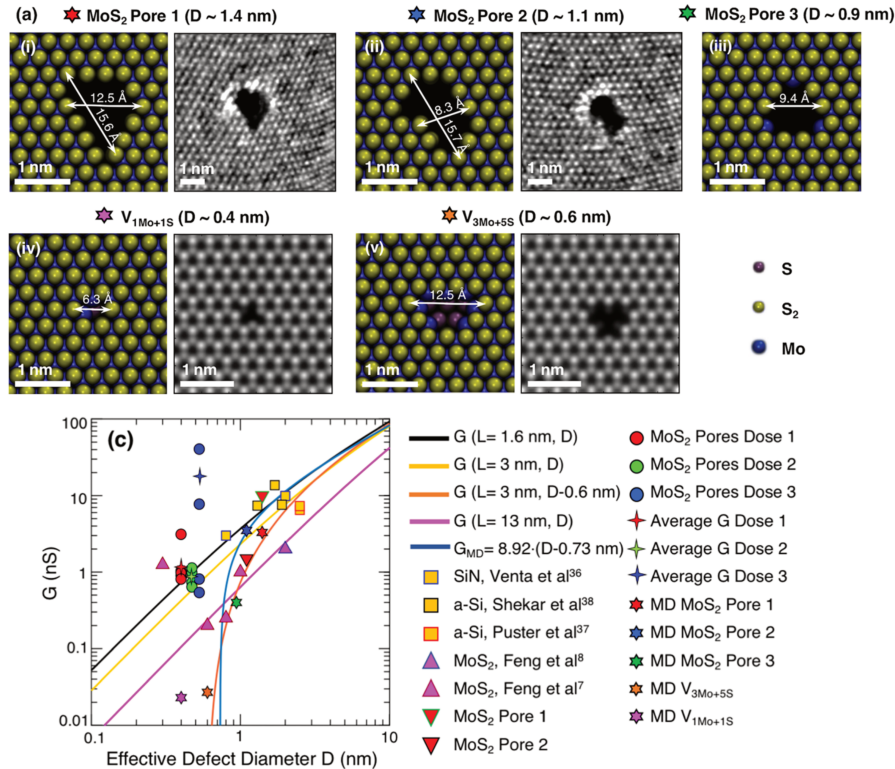 (a)
MoS₂ Pore 1 (D ~ 1.4 nm)
MoS₂ Pore 2 (D ~ 1.1 nm)
MoS₂ Pore 3 (D ~ 0.9 nm)
(i)
12.5 Å
15.6 Å
1 nm
1 nm
(ii)
8.3 Å
15.7 Å
1 nm
1 nm
(iii)
9.4 Å
1 nm
V₁Mo+1S (D ~ 0.4 nm)
V₃Mo+5S (D ~ 0.6 nm)
(iv)
6.3 Å
1 nm
1 nm
(v)
12.5 Å
1 nm
1 nm
S
S₂
Mo
(c)
G (nS)
100
10
1
0.1
0.01
0.1
1
10
Effective Defect Diameter D (nm)
G (L= 1.6 nm, D)
G (L= 3 nm, D)
G (L= 3 nm, D-0.6 nm)
G (L= 13 nm, D)
G_MD= 8.92·(D-0.73 nm)
SiN, Venta et al³⁶
a-Si, Shekar et al³⁸
a-Si, Puster et al³⁷
MoS₂, Feng et al⁸
MoS₂, Feng et al⁷
MoS₂ Pore 1
MoS₂ Pore 2
MoS₂ Pores Dose 1
MoS₂ Pores Dose 2
MoS₂ Pores Dose 3
Average G Dose 1
Average G Dose 2
Average G Dose 3
MD MoS₂ Pore 1
MD MoS₂ Pore 2
MD MoS₂ Pore 3
MD V₃Mo+5S
MD V₁Mo+1S